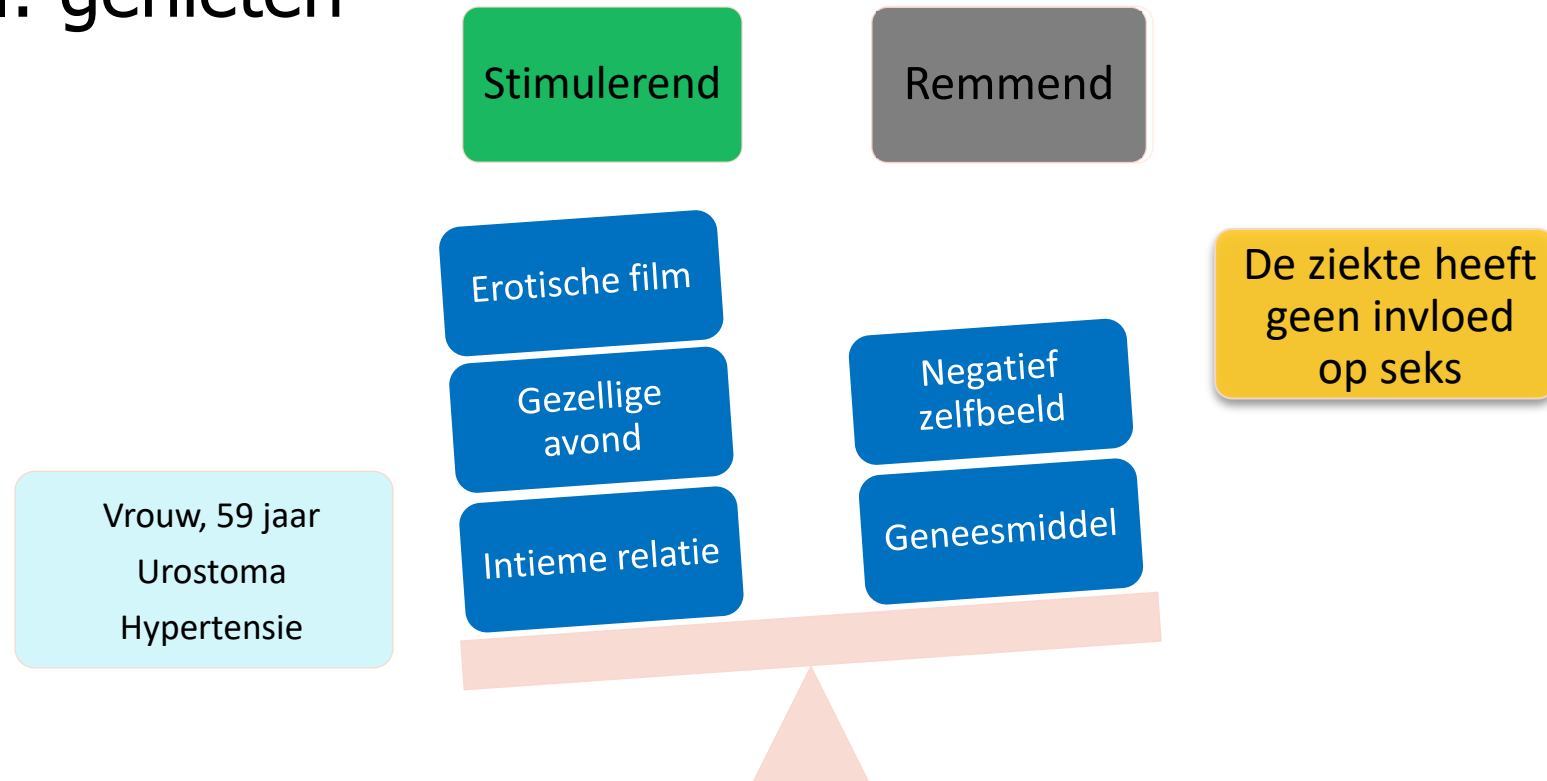 genieten
Stimulerend
Remmend
Erotische film
Gezellige
avond
Intieme relatie
Negatief
zelfbeeld
Geneesmiddel
De ziekte heeft
geen invloed
op seks
Vrouw, 59 jaar
Urostoma
Hypertensie